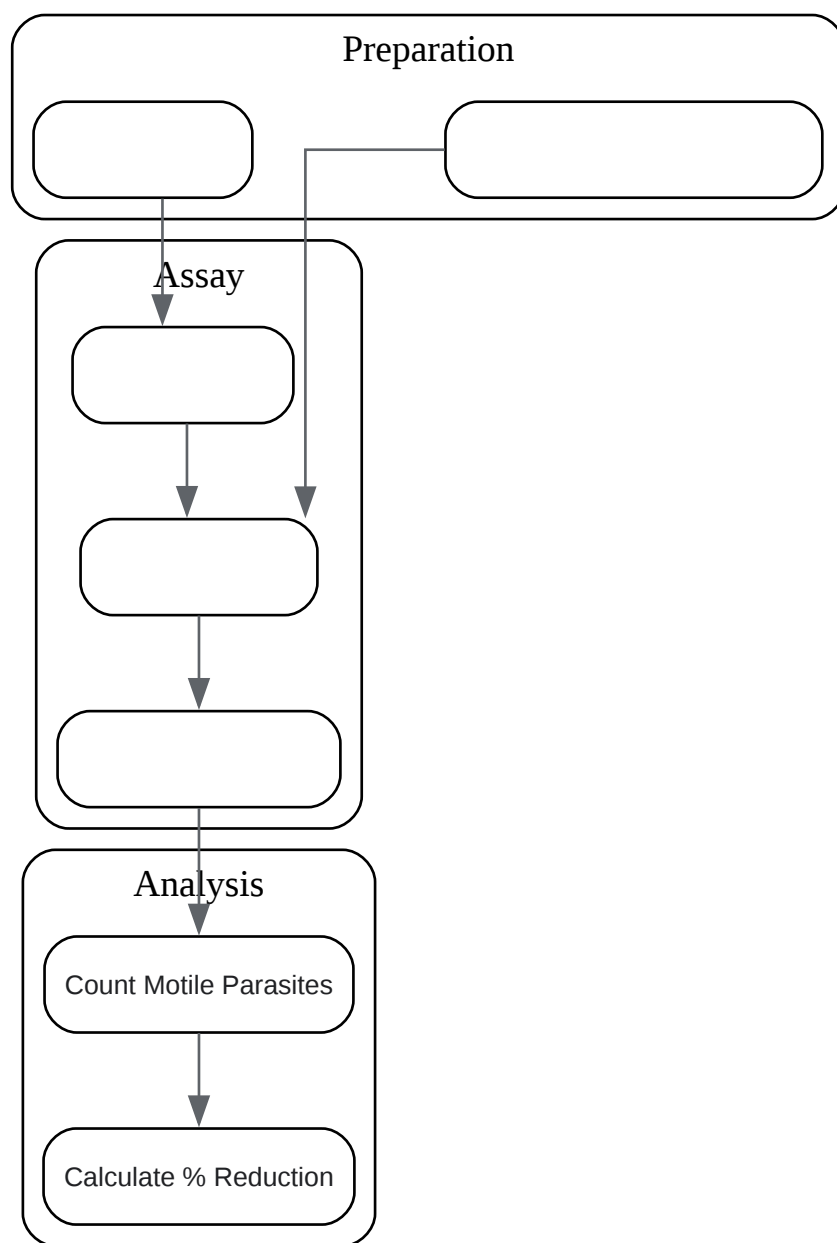 Preparation
Assay
Analysis
Count Motile Parasites
Calculate % Reduction